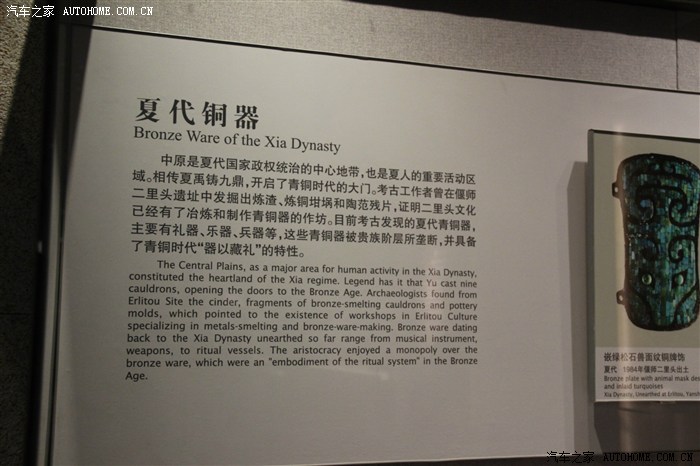 汽车之家 AUTOHOME.COM.CN
夏代铜器
Bronze Ware of the Xia Dynasty
中原是夏代国家政权统治的中心地带，也是夏人的重要活动区
域。相传夏禹铸九鼎，开启了青铜时代的大门。考古工作者曾在偃师
二里头遗址中发掘出炼渣、炼铜坩埚和陶范残片，证明二里头文化
已经有了冶炼和制作青铜器的作坊。目前考古发现的夏代青铜器，
主要有礼器、乐器、兵器等，这些青铜器被贵族阶层所垄断，并具备
了青铜时代“器以藏礼”的特性。
The Central Plains, as a major area for human activity in the Xia Dynasty,
constituted the heartland of the Xia regime. Legend has it that Yu cast nine
cauldrons, opening the doors to the Bronze Age. Archaeologists found from
Erlitou Site the cinder, fragments of bronze-smelting cauldrons and pottery
molds, which pointed to the existence of workshops in Erlitou Culture
specializing in metals-smelting and bronze-ware-making. Bronze ware dating
back to the Xia Dynasty unearthed so far range from musical instrument,
weapons, to ritual vessels. The aristocracy enjoyed a monopoly over the
bronze ware, which were an "embodiment of the ritual system" in the Bronze
Age.
嵌绿松石兽面纹铜牌饰
夏代 1984年偃师二里头出土
Bronze plate with animal mask des
and inlaid turquoises
Xia Dynasty, Unearthed at Erlitou, Yansh
汽车之家 AUTOHOME.COM.CN